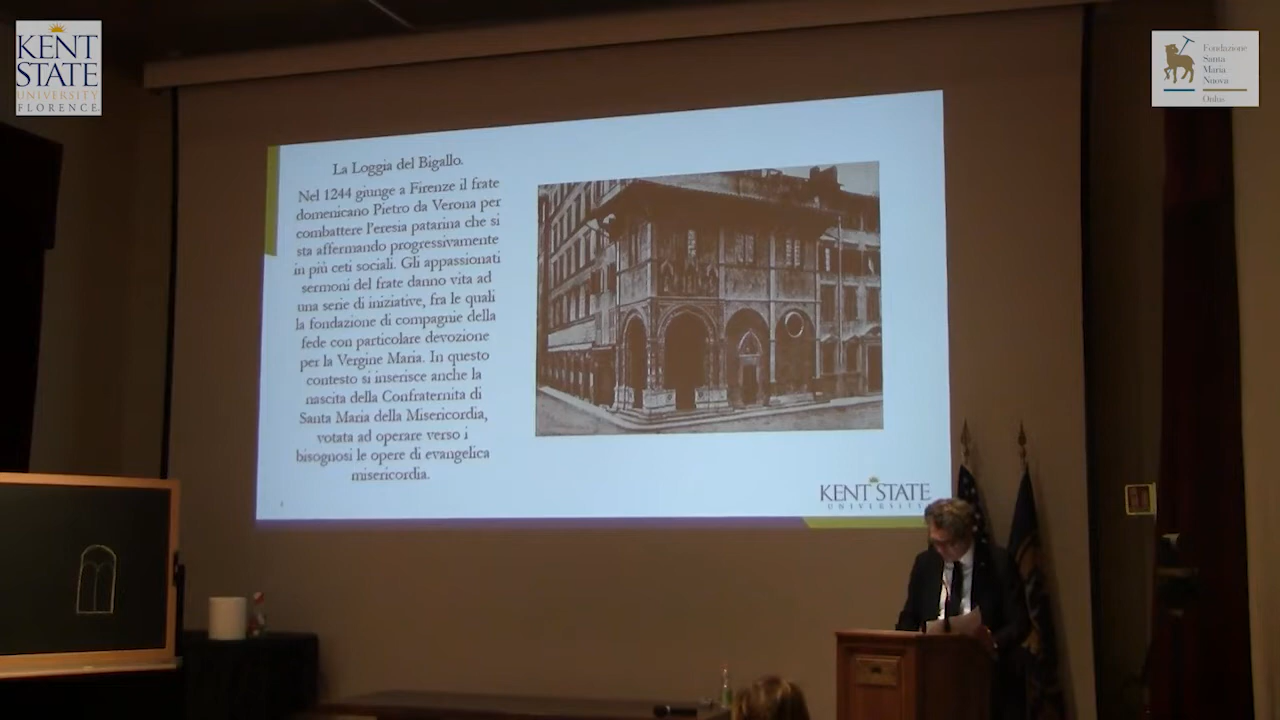 KENT
STATE
UNIVERSITY
FLORENCE
Fondazione
Santa
Maria
Nuova
Onlus
La Loggia del Bigallo.
Nel 1244 giunge a Firenze il frate
domenicano Pietro da Verona per
combattere l'eresia patarina che si
sta affermando progressivamente
in più ceti sociali. Gli appassionati
sermoni del frate danno vita ad
una serie di iniziative, fra le quali
la fondazione di compagnie della
fede con particolare devozione
per la Vergine Maria. In questo
contesto si inserisce anche la
nascita della Confraternita di
Santa Maria della Misericordia,
votata ad operare verso i
bisognosi le opere di evangelica
misericordia.
KENT STATE
UNIVERSITY